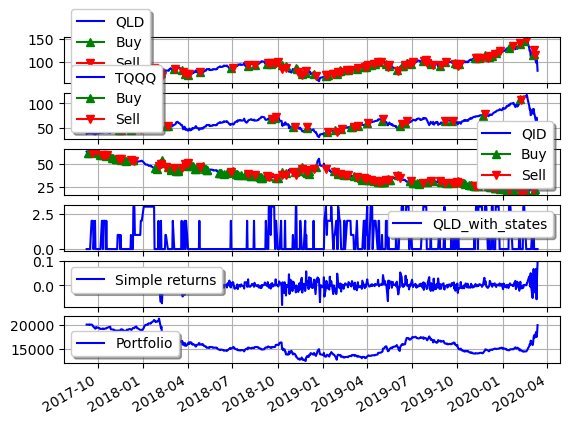 QLD
Buy
Sell
150
100
TQQQ
Buy
Sell
100
50
QID
Buy
Sell
50
25
QLD_with_states
2.5
0.0
Simple returns
0.1
0.0
Portfolio
20000
15000
2017-10 2018-01 2018-04 2018-07 2018-10 2019-01 2019-04 2019-07 2019-10 2020-01 2020-04